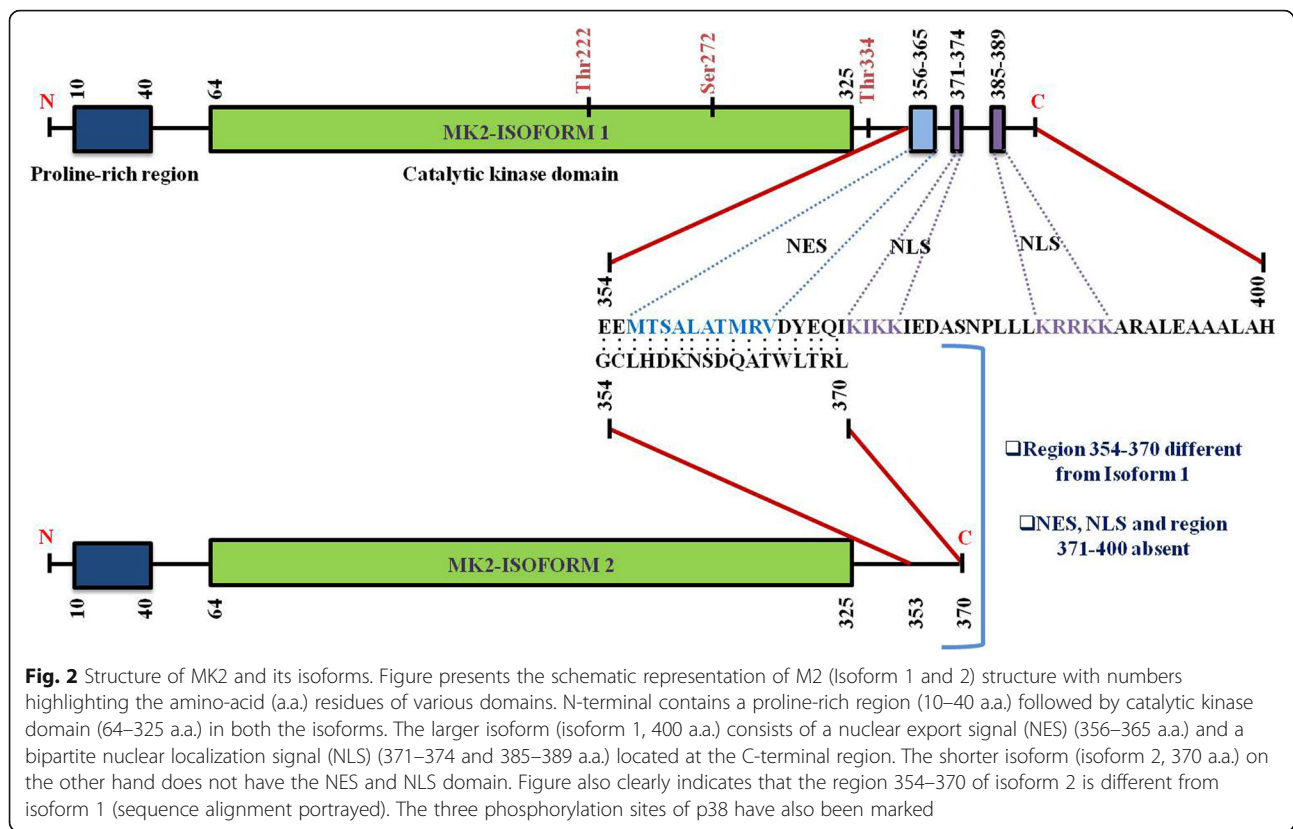 Thr222
Ser272
Thr334
356-365
371-374
385-389
N
10
40
64
325
C
MK2-ISOFORM 1
Proline-rich region
Catalytic kinase domain
NES
NLS
NLS
354
400
EEMTSALATMRVDYEQIKIKKIEDASNPLLLKRRKKARALEAAALAH
GCLHDKNSDQATWLTRL
354
370
❑Region 354-370 different
from Isoform 1
❑NES, NLS and region
371-400 absent
N
C
MK2-ISOFORM 2
10
40
64
325
353
370
Fig. 2 Structure of MK2 and its isoforms. Figure presents the schematic representation of M2 (Isoform 1 and 2) structure with numbers
highlighting the amino-acid (a.a.) residues of various domains. N-terminal contains a proline-rich region (10–40 a.a.) followed by catalytic kinase
domain (64–325 a.a.) in both the isoforms. The larger isoform (isoform 1, 400 a.a.) consists of a nuclear export signal (NES) (356–365 a.a.) and a
bipartite nuclear localization signal (NLS) (371–374 and 385–389 a.a.) located at the C-terminal region. The shorter isoform (isoform 2, 370 a.a.) on
the other hand does not have the NES and NLS domain. Figure also clearly indicates that the region 354–370 of isoform 2 is different from
isoform 1 (sequence alignment portrayed). The three phosphorylation sites of p38 have also been marked